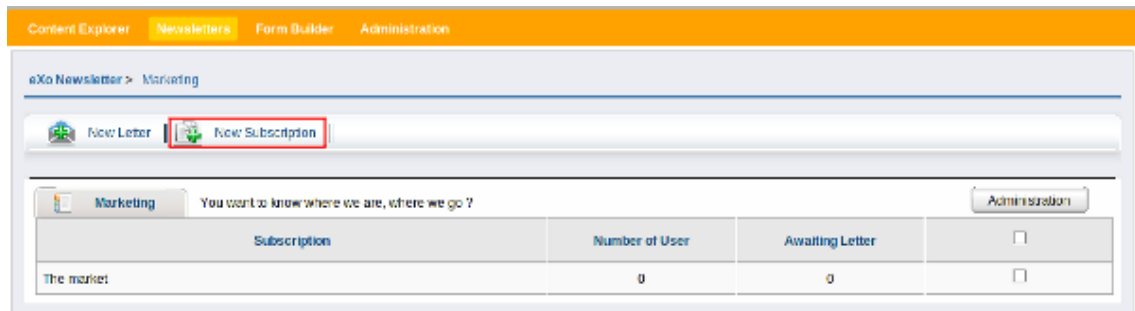 Content Explorer Newsletters Form Builder Administration
eXo Newsletter > Marketing
New Letter New Subscription
Marketing You want to know where we are, where we go ? Administration
Subscription Number of User Awaiting Letter
The market 0 0